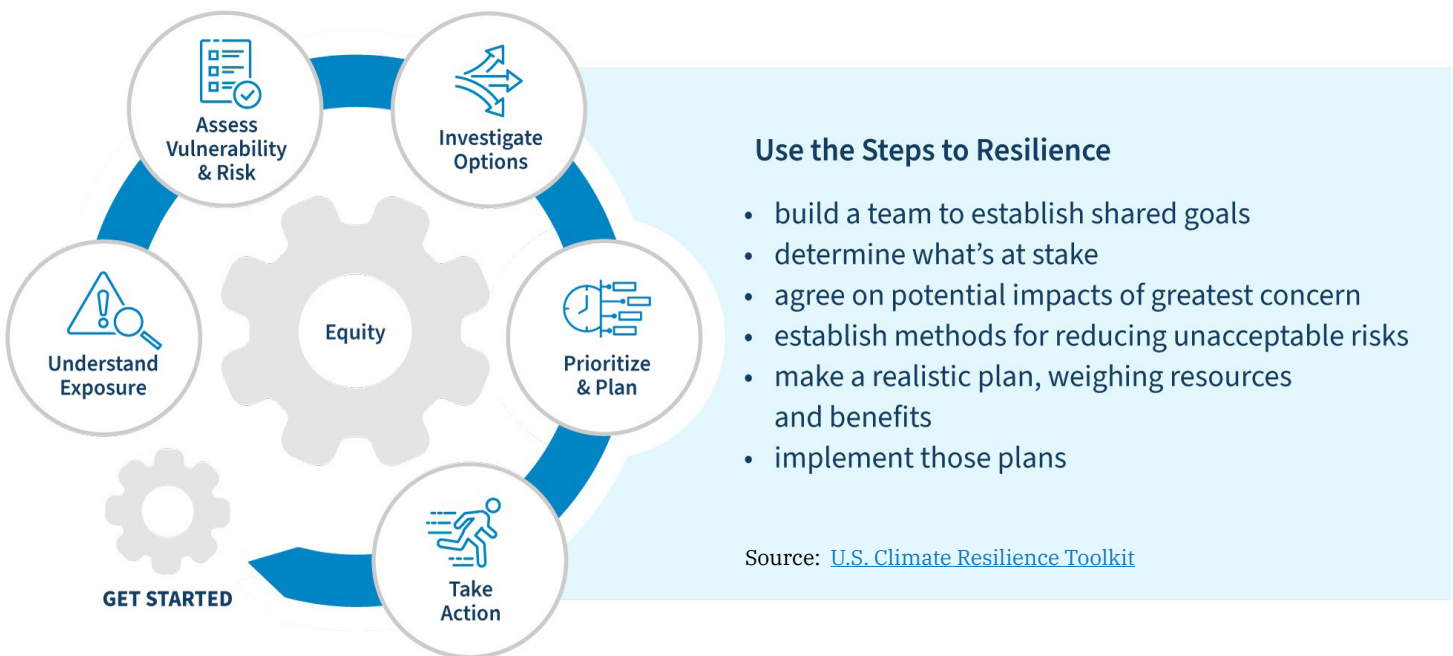 Assess
Vulnerability
& Risk
Investigate
Options
Understand
Exposure
Equity
Prioritize
& Plan
GET STARTED
Take
Action
Use the Steps to Resilience
• build a team to establish shared goals
• determine what’s at stake
• agree on potential impacts of greatest concern
• establish methods for reducing unacceptable risks
• make a realistic plan, weighing resources
and benefits
• implement those plans
Source: U.S. Climate Resilience Toolkit